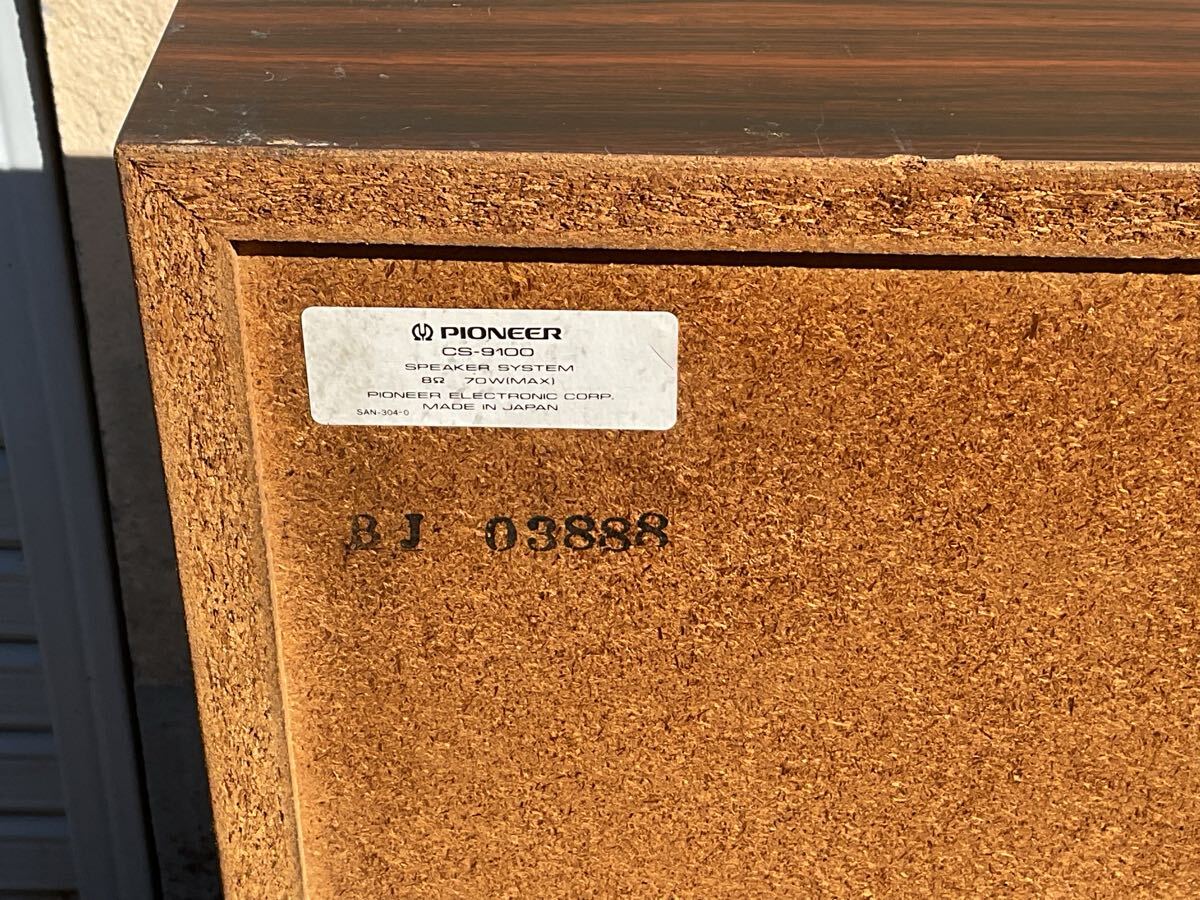 PIONEER
CS-9100
SPEAKER SYSTEM
8Ω 70W(MAX)
PIONEER ELECTRONIC CORP.
SAN-304-0 MADE IN JAPAN
BJ 03888